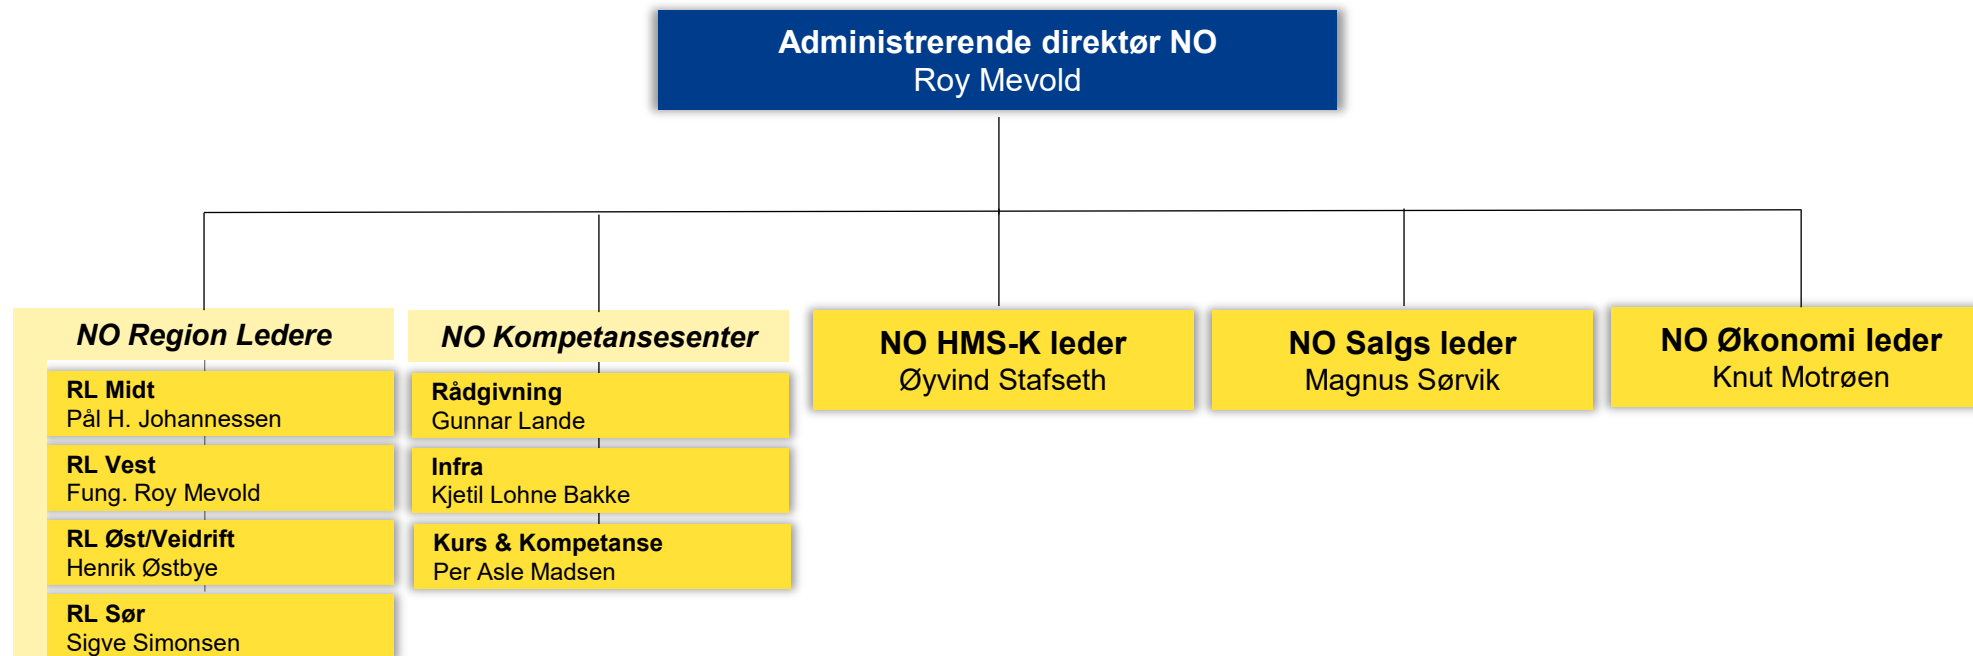 Administrerende direktør NO
Roy Mevold
NO Region Ledere
RL Midt
Pål H. Johannessen
RL Vest
Fung. Roy Mevold
RL Øst/Veidrift
Henrik Østbye
RL Sør
Sigve Simonsen
NO Kompetansesenter
Rådgivning
Gunnar Lande
Infra
Kjetil Lohne Bakke
Kurs & Kompetanse
Per Asle Madsen
NO HMS-K leder
Øyvind Stafseth
NO Salgs leder
Magnus Sørvik
NO Økonomi leder
Knut Motrøen